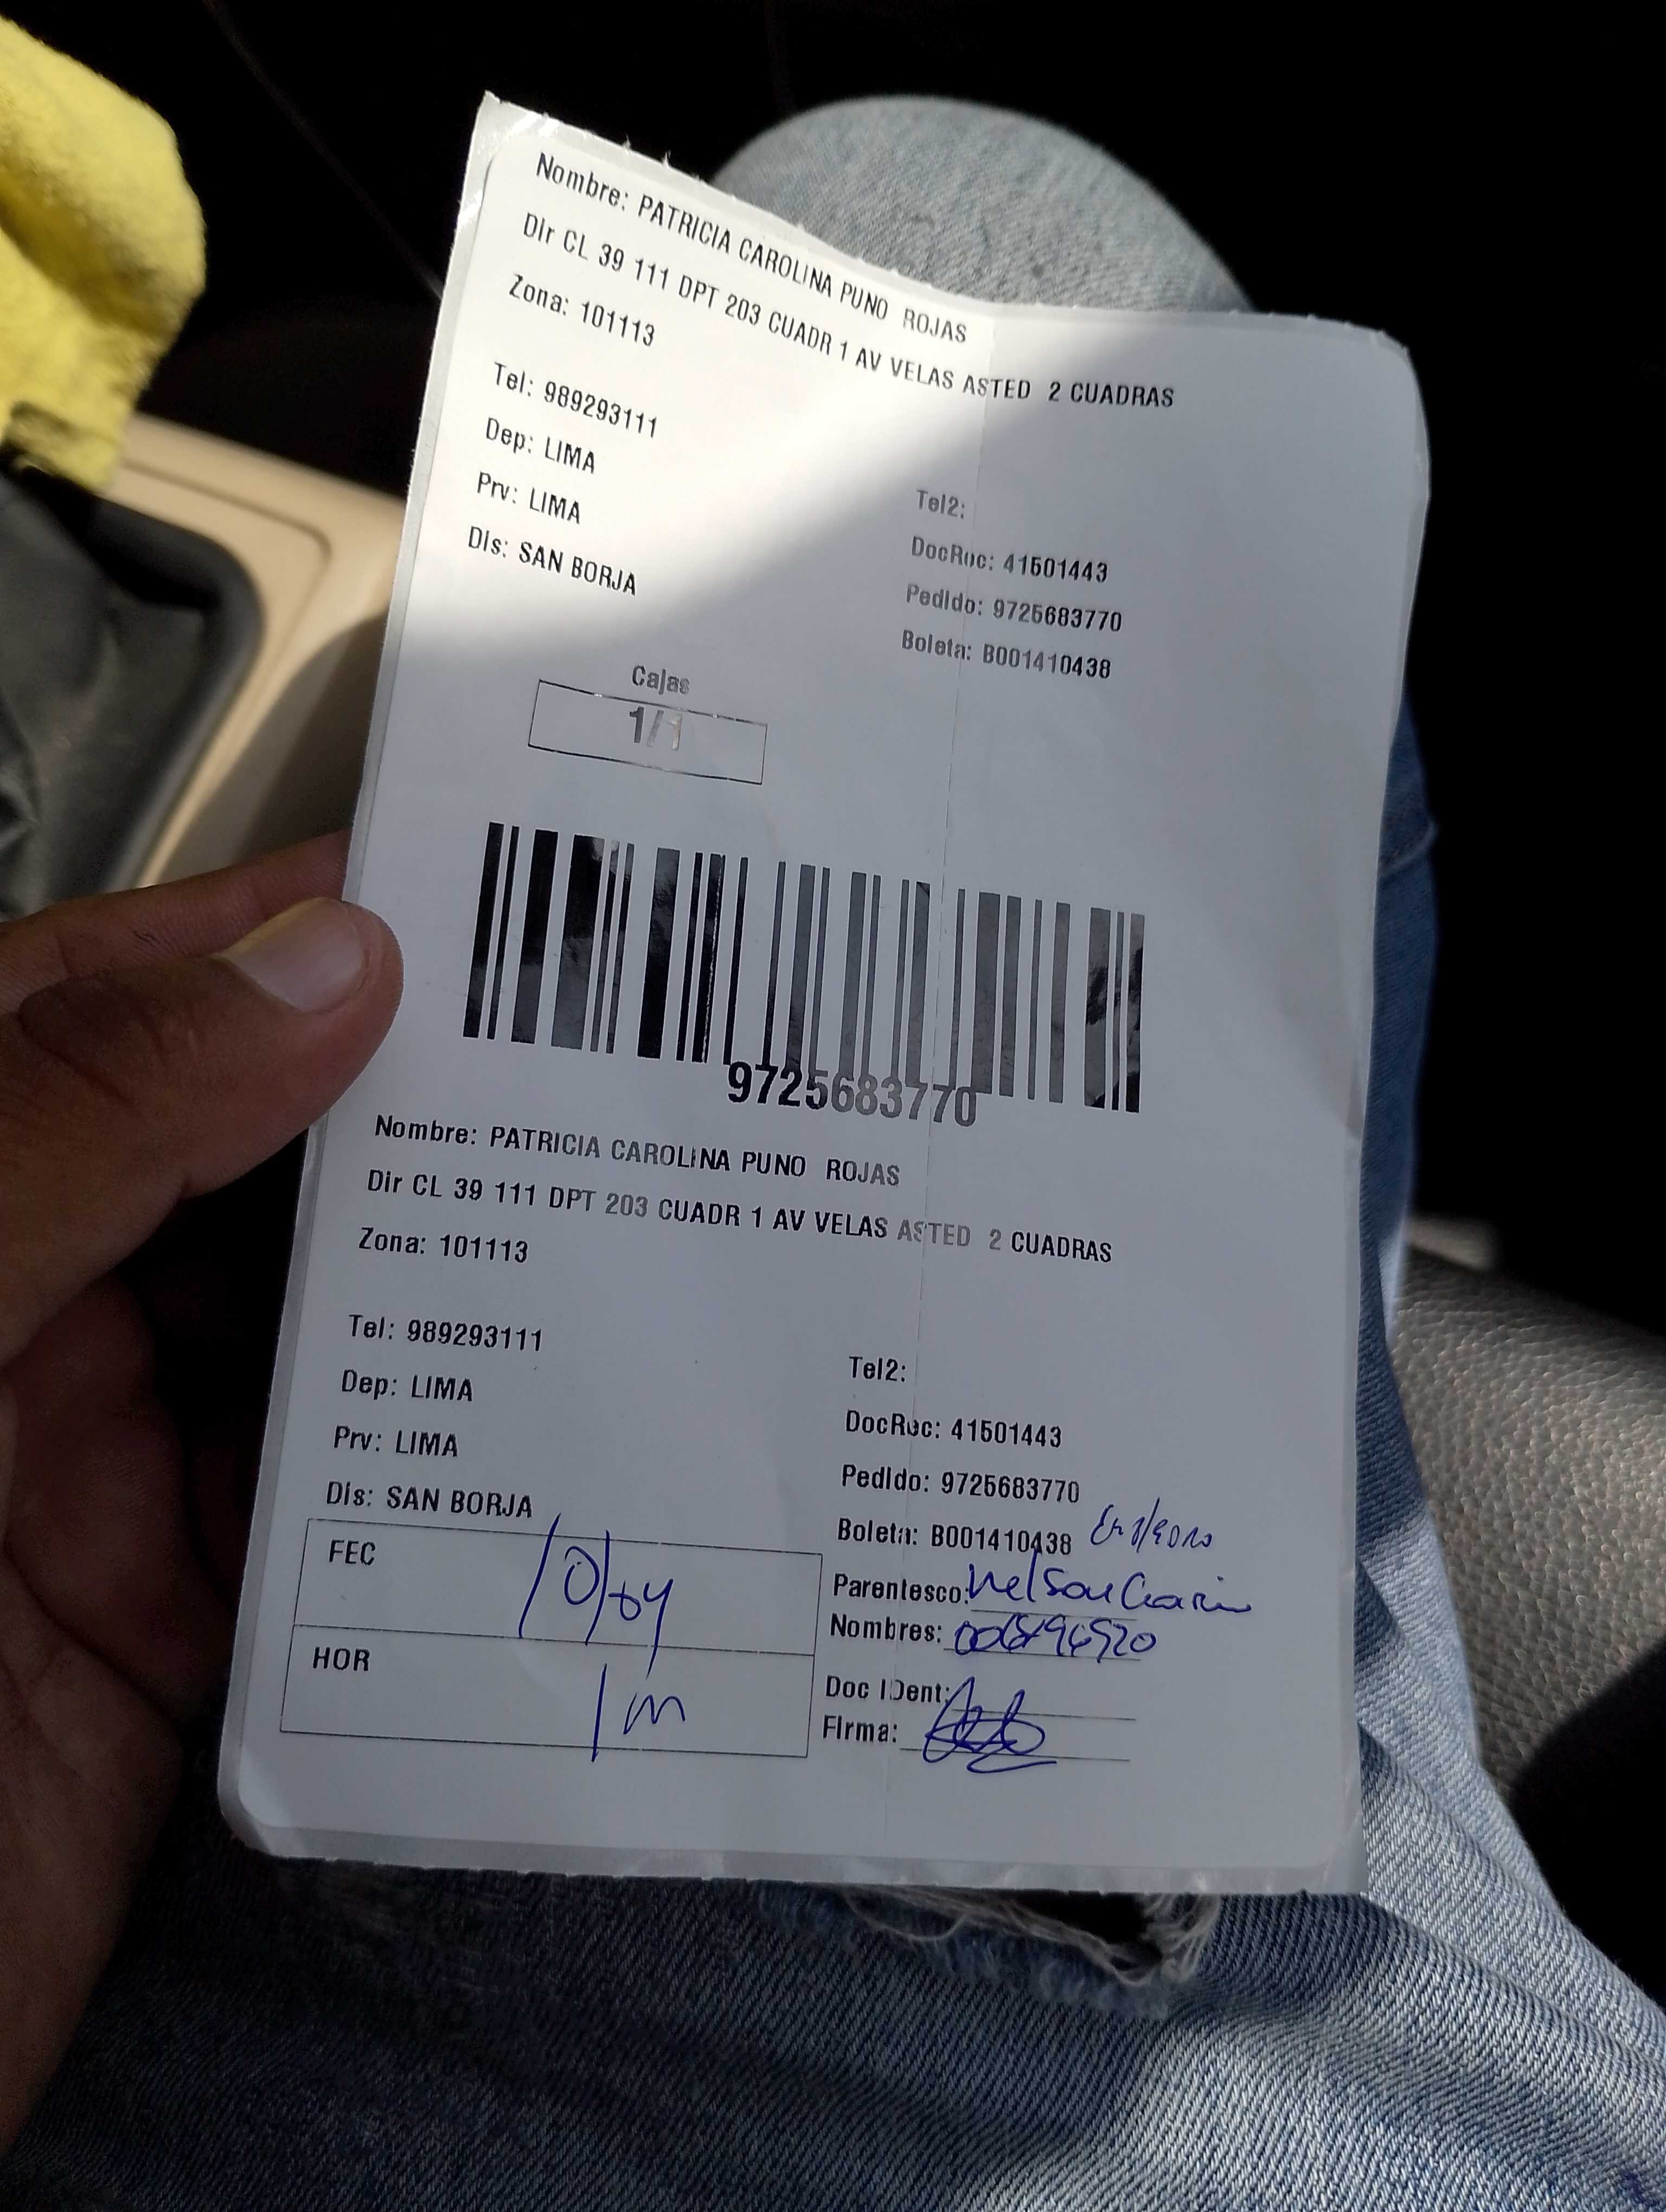 Nombre: PATRICIA CAROLINA PUNO ROJAS
Dir CL 39 111 DPT 203 CUADR 1 AV VELAS ASTED 2 CUADRAS
Zona: 101113
Tel: 989293111
Dep: LIMA
Prv: LIMA
Dis: SAN BORJA
Tel2:
DocRuc: 41501443
Pedido: 9725683770
Boleta: B001410438
Cajas
1/1
9725683770
Nombre: PATRICIA CAROLINA PUNO ROJAS
Dir CL 39 111 DPT 203 CUADR 1 AV VELAS ASTED 2 CUADRAS
Zona: 101113
Tel: 989293111
Dep: LIMA
Prv: LIMA
Dis: SAN BORJA
Tel2:
DocRuc: 41501443
Pedido: 9725683770
Boleta: B001410438
FEC
HOR
Parentesco: Nelson
Nombres:
Doc IDent:
Firma: